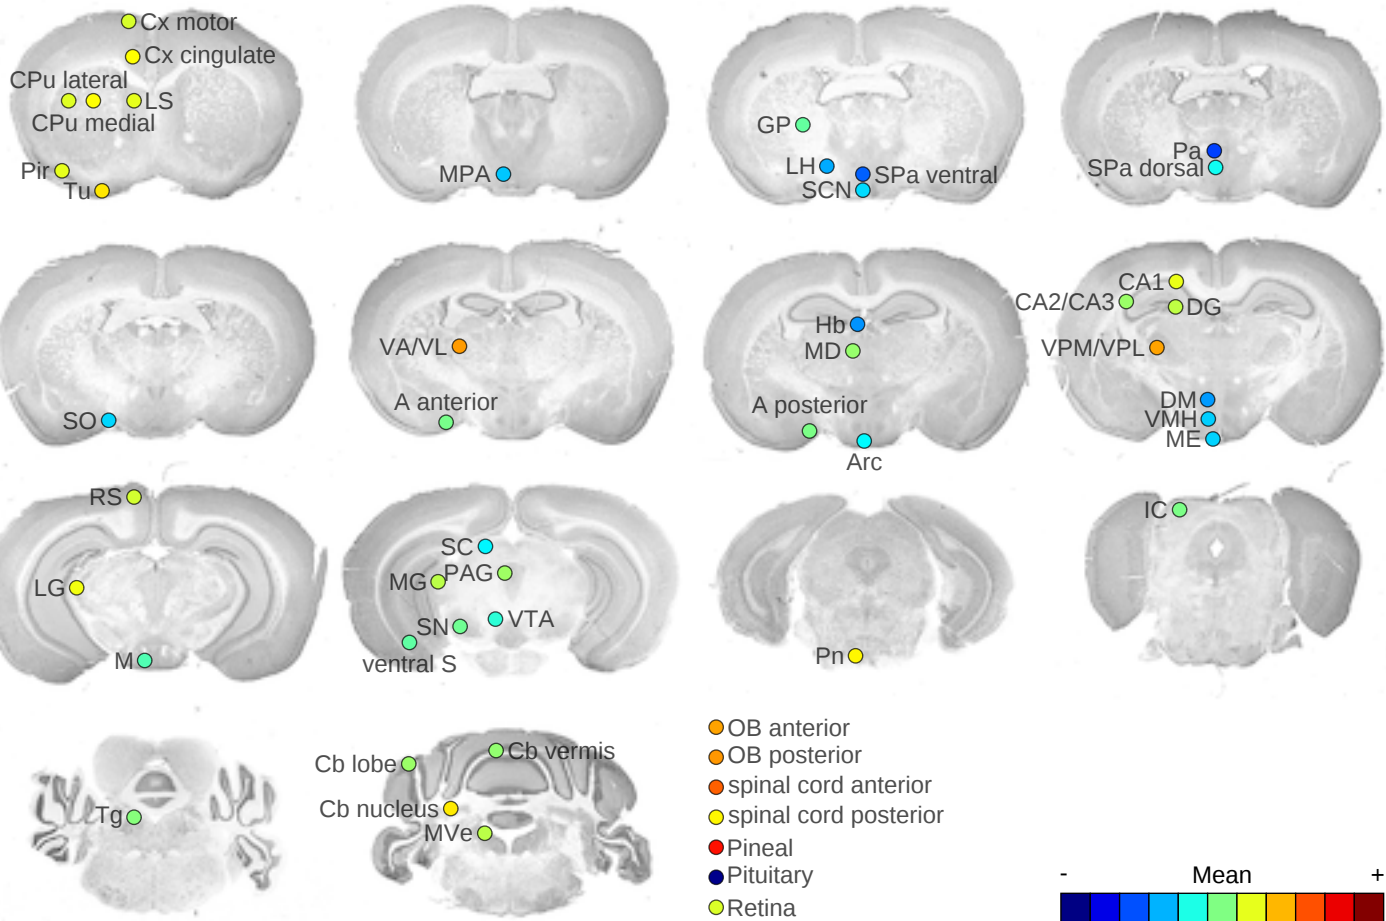 Cx motor
Cx cingulate
CPu lateral
LS
CPu medial
Pir
Tu
MPA
GP
LH
SPa ventral
SCN
Pa
SPa dorsal
SO
VA/VL
A anterior
Hb
MD
A posterior
Arc
CA1
CA2/CA3
DG
VPM/VPL
DM
VMH
ME
RS
LG
M
SC
MG
PAG
SN
VTA
ventral S
Pn
IC
Tg
Cb lobe
Cb vermis
Cb nucleus
MVe
OB anterior
OB posterior
spinal cord anterior
spinal cord posterior
Pineal
Pituitary
Retina
- Mean +